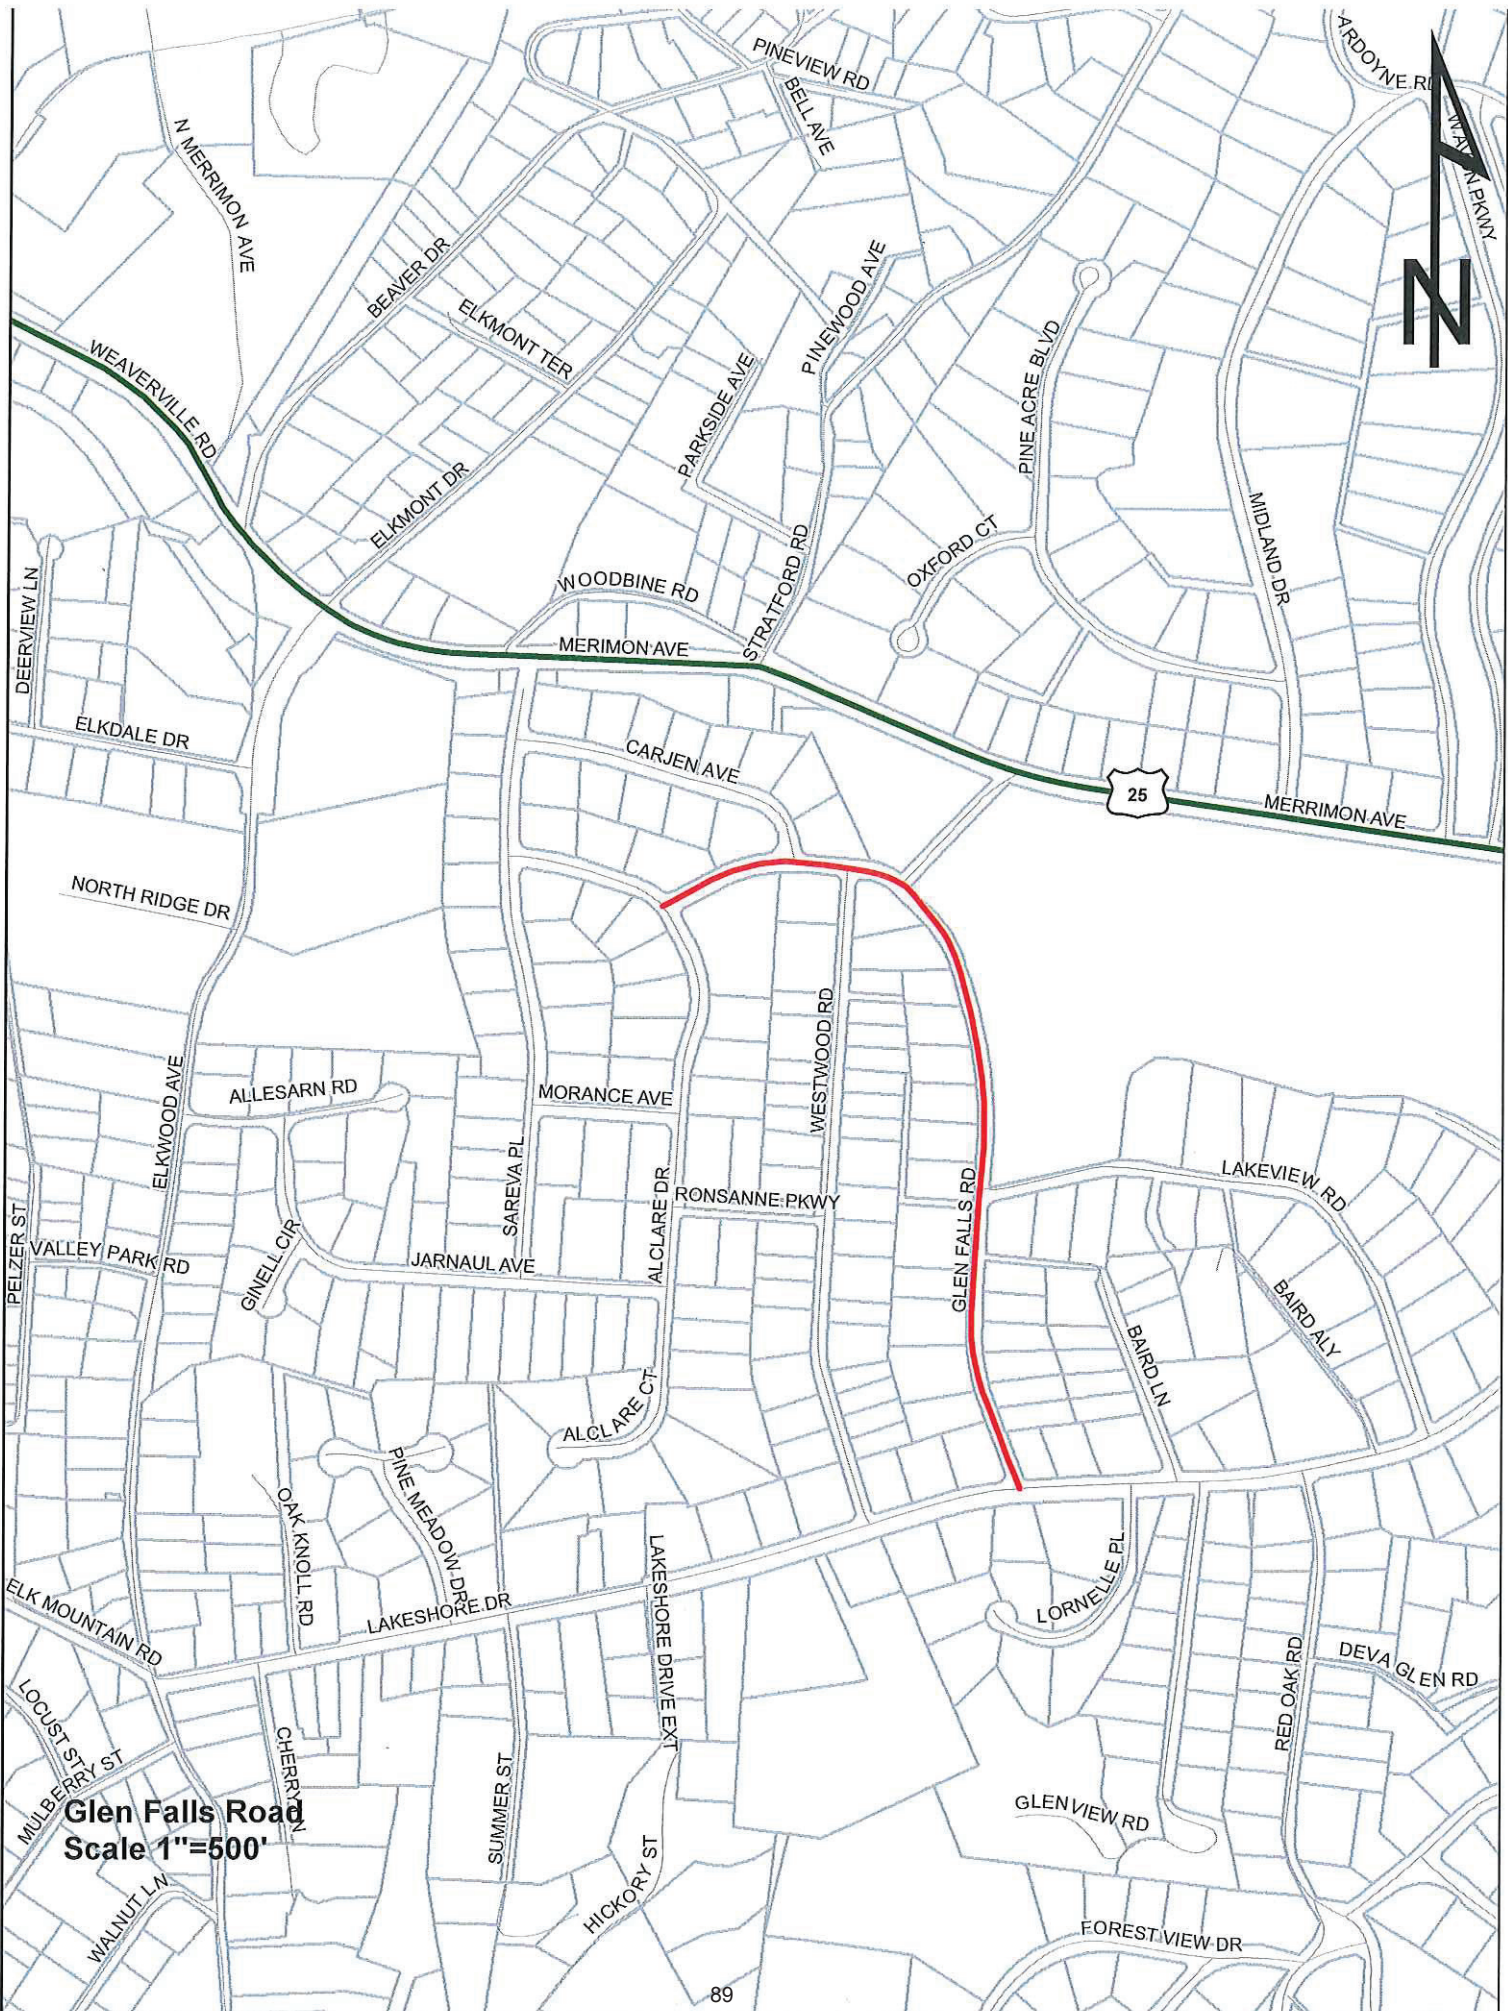 PINEVIEW RD
BELL AVE
ARDOYNE RD
N MERRIMON AVE
BEAVER DR
ELKMONT TER
PINEWOOD AVE
N
PINE ACRE BLVD
WEAVERVILLE RD
PARKSIDE AVE
ELKMONT DR
OXFORD CT
MIDLAND DR
WOODBINE RD
STRATFORD RD
DEERVIEW LN
MERIMON AVE
ELKDALE DR
CARJEN AVE
25
MERRIMON AVE
NORTH RIDGE DR
WESTWOOD RD
ELKWOOD AVE
ALLESARN RD
MORANCE AVE
SAREVA PL
ALCLARE DR
RONSANNE PKWY
GLEN FALLS RD
LAKEVIEW RD
PELZER ST
VALLEY PARK RD
GINELL CIR
JARNAUL AVE
BAIRD ALY
BAIRD LN
ALCLARE CT
PINE MEADOW DR
OAK KNOLL RD
LAKESHORE DR
LAKESHORE DRIVE EXT
LORNELLE PL
ELK MOUNTAIN RD
RED OAK RD
DEVA GLEN RD
LOCUST ST
MULBERRY ST
CHERRY LN
SUMMER ST
Glen Falls Road
Scale 1"=500'
GLENVIEW RD
HICKORY ST
WALNUT LN
FOREST VIEW DR
89